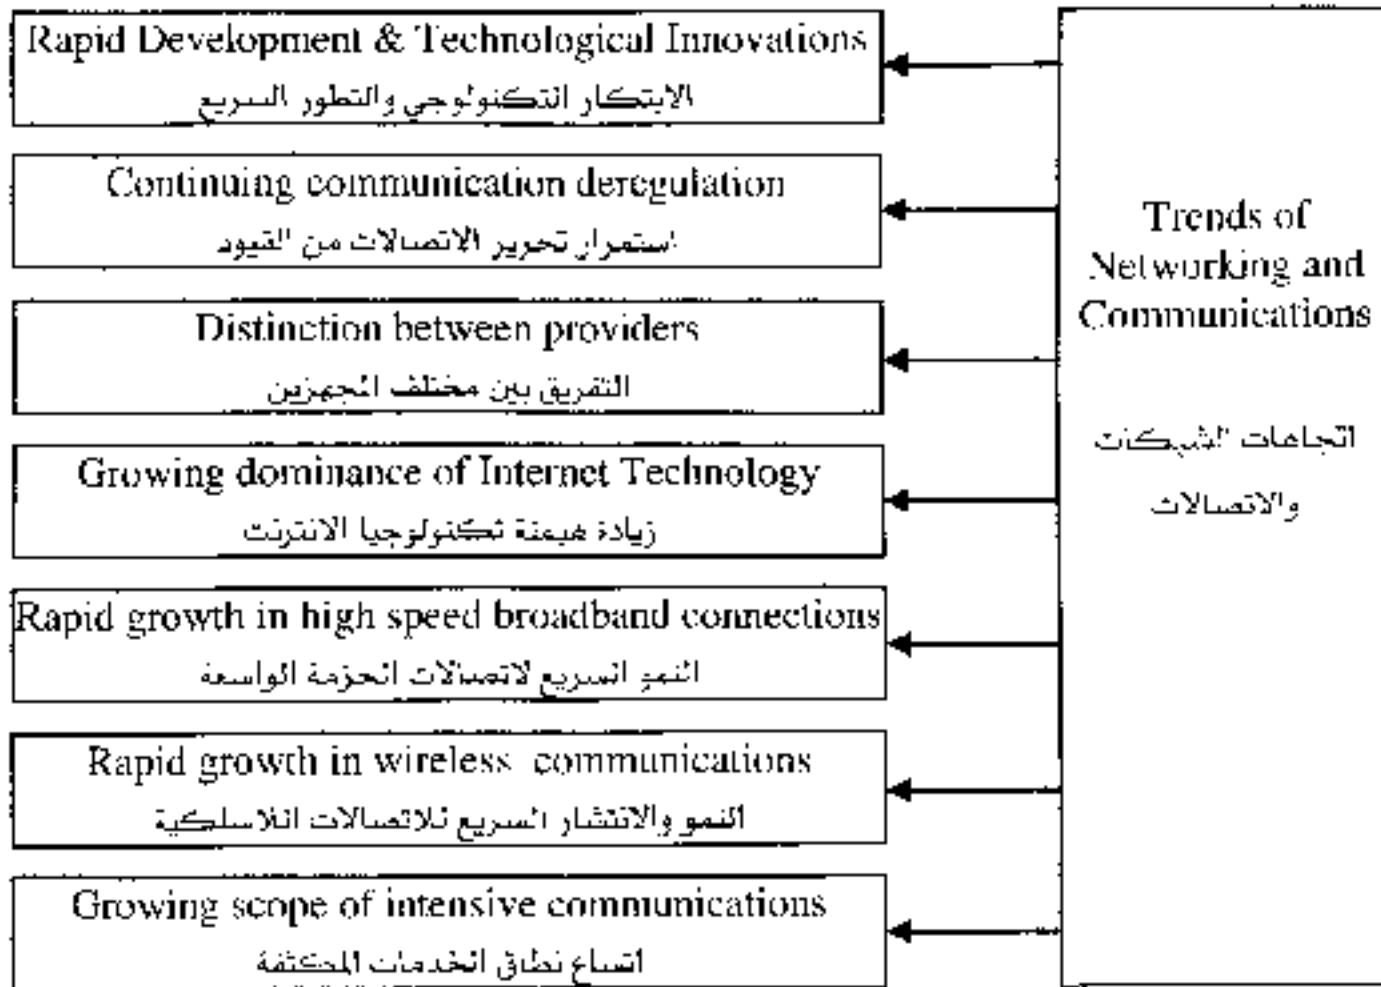 Rapid Development & Technological Innovations
الابتكار التكنولوجي والتطور السريع
Continuing communication deregulation
استمرار تحرير الاتصالات من القيود
Distinction between providers
التفريق بين مختلف المجهزين
Growing dominance of Internet Technology
زيادة هيمنة تكنولوجيا الانترنت
Rapid growth in high speed broadband connections
النمو السريع لاتصالات الحزمة الواسعة
Rapid growth in wireless communications
النمو والانتشار السريع للاتصالات اللاسلكية
Growing scope of intensive communications
اتساع نطاق الخدمات المكثفة
Trends of
Networking and
Communications
اتجاهات الشبكات
والاتصالات